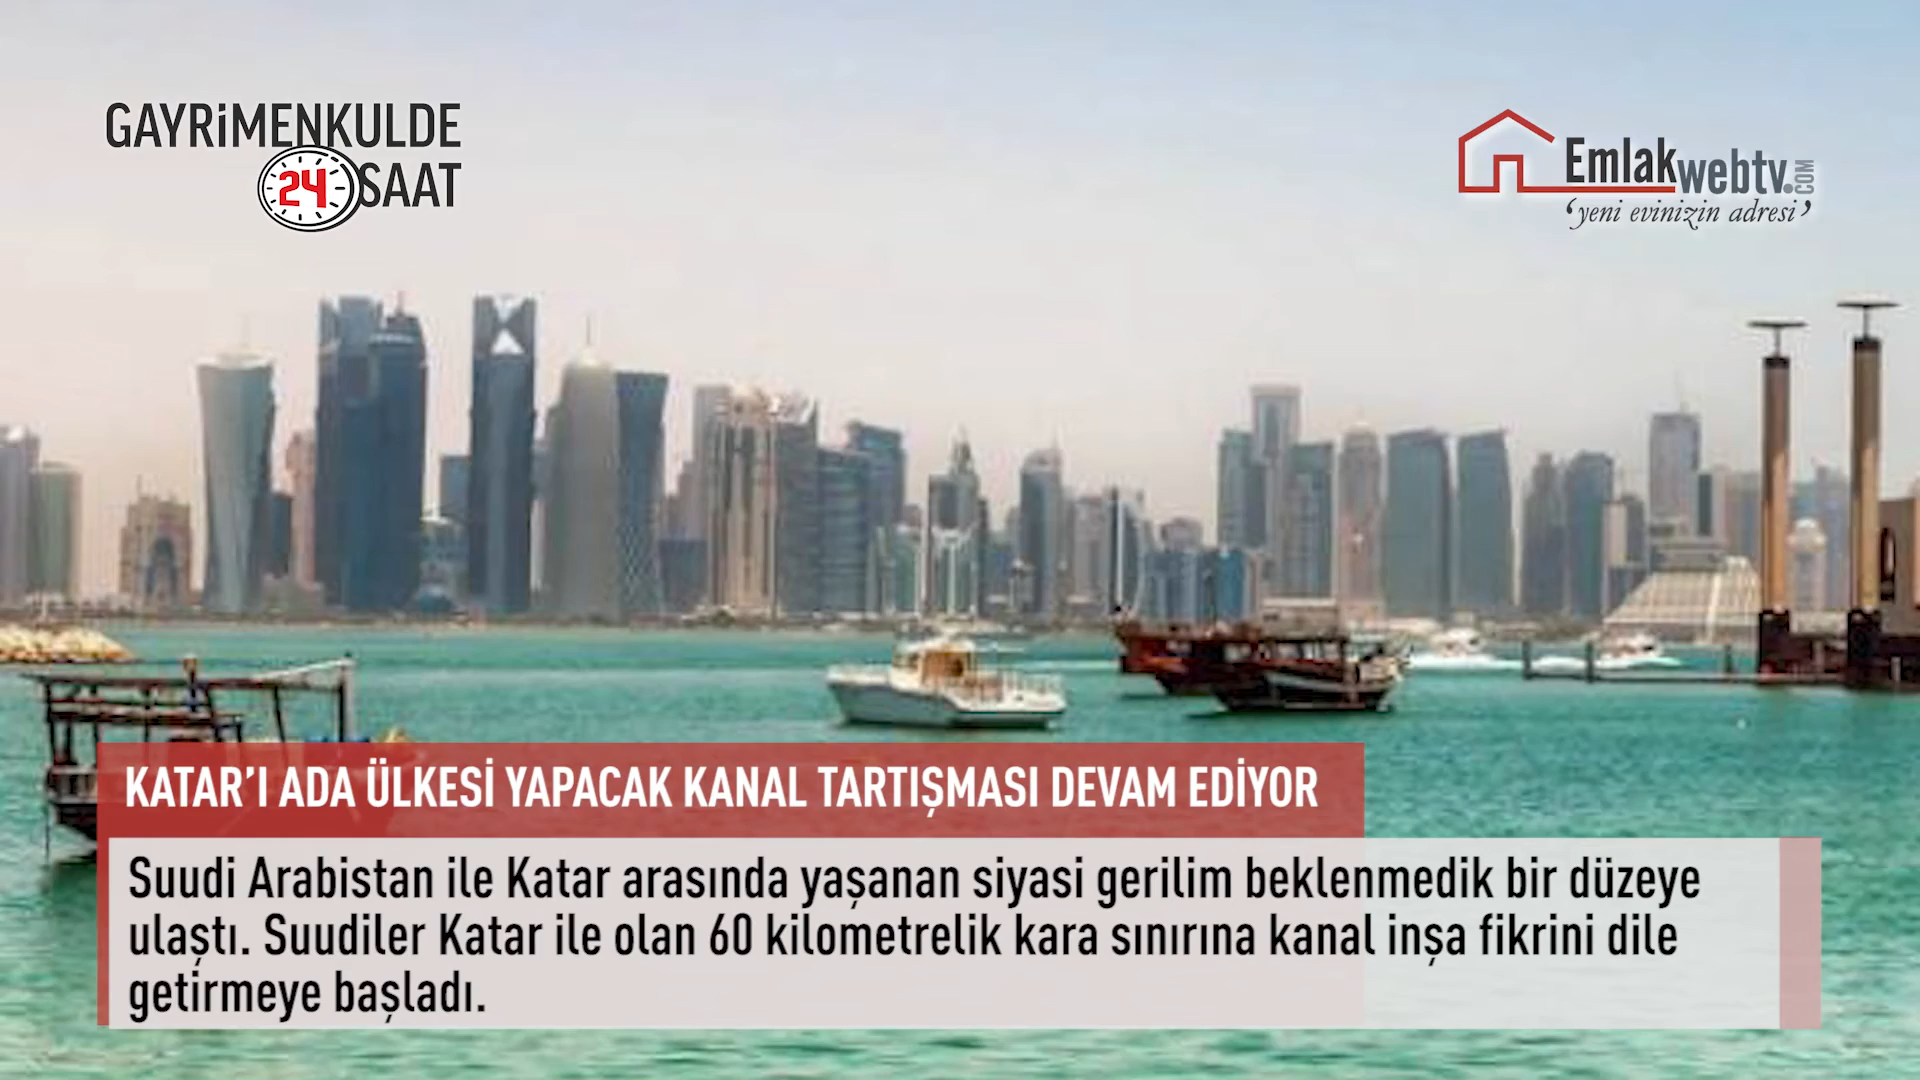 GAYRİMENKULDE
24 SAAT
Emlakwebtv.com
‘yeni evinizin adresi’
KATAR’I ADA ÜLKESİ YAPACAK KANAL TARTIŞMASI DEVAM EDİYOR
Suudi Arabistan ile Katar arasında yaşanan siyasi gerilim beklenmedik bir düzeye
ulaştı. Suudiler Katar ile olan 60 kilometrelik kara sınırına kanal inşa fikrini dile
getirmeye başladı.